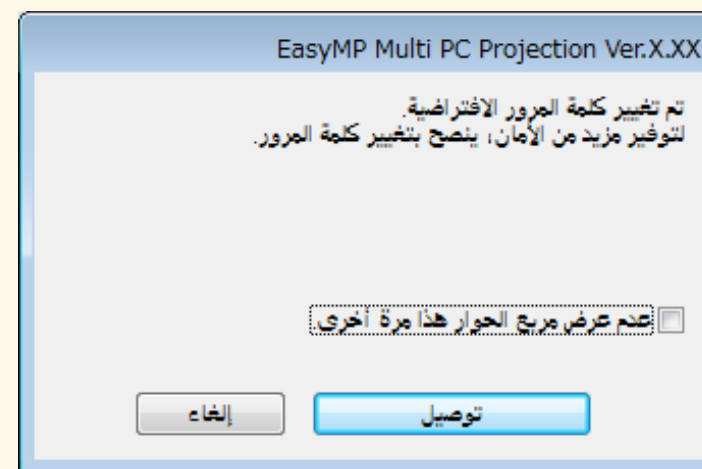 EasyMP Multi PC Projection Ver.X.XX
تم تغيير كلمة المرور الافتراضية.
لتوفير مزيد من الأمان، ينصح بتغيير كلمة المرور.
عدم عرض مربع الحوار هذا مرة أخرى.
توصيل
إلغاء